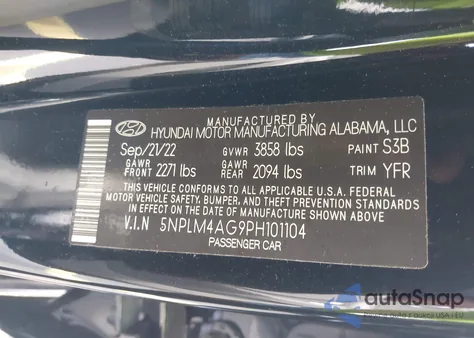 MANUFACTURED BY
HYUNDAI MOTOR MANUFACTURING ALABAMA, LLC
Sep/21/22 GVWR 3858 lbs PAINT S3B
GAWR FRONT 2271 lbs GAWR REAR 2094 lbs TRIM YFR
THIS VEHICLE CONFORMS TO ALL APPLICABLE U.S.A. FEDERAL
MOTOR VEHICLE SAFETY, BUMPER, AND THEFT PREVENTION
STANDARDS IN EFFECT ON THE DATE OF MANUFACTURE SHOWN ABOVE.
V.I.N 5NPLM4AG9PH101104
PASSENGER CAR
autoSnap